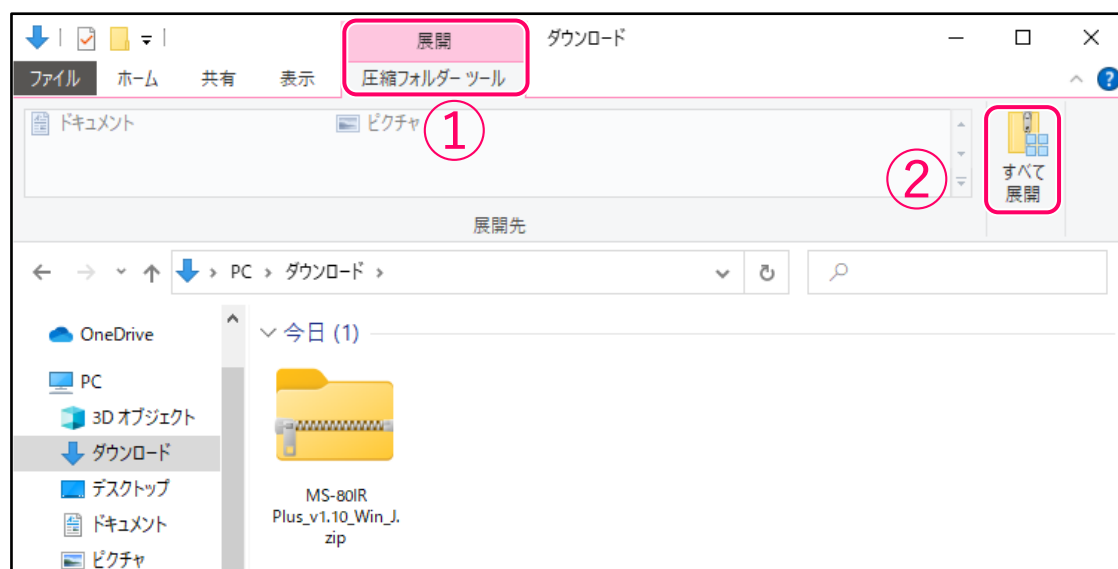 展開
ダウンロード
ファイル
ホーム
共有
表示
圧縮フォルダー ツール
ドキュメント
ピクチャ
①
②
すべて
展開
展開先
PC
ダウンロード
OneDrive
今日 (1)
PC
3D オブジェクト
ダウンロード
デスクトップ
ドキュメント
ピクチャ
MS-80IR
Plus_v1.10_Win_J.
zip